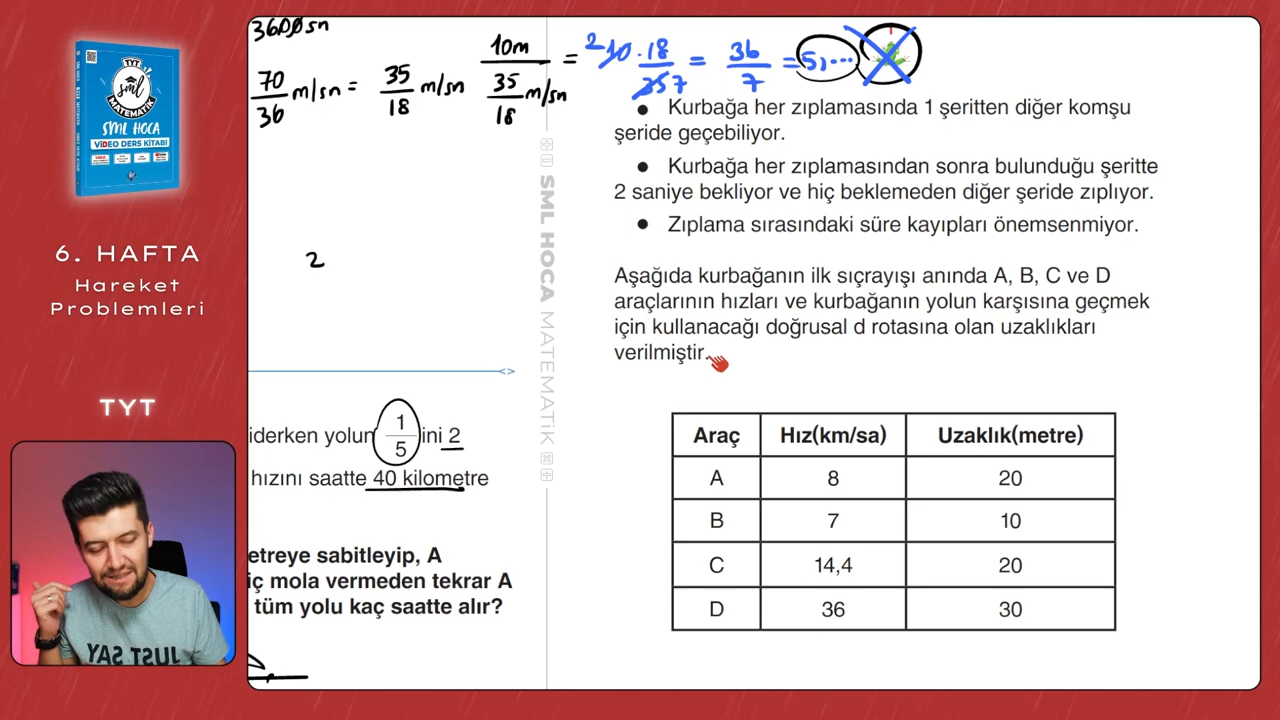 3600 sn
70/36 m/sn = 35/18 m/sn
10m / 35/18 m/sn = 2 10 . 18 / 35 7 = 36/7 = 5,...
TYT
sml
MATEMATİK
SML HOCA
VİDEO DERS KİTABI
6. HAFTA
Hareket
Problemleri
TYT
JUST SAY
2
iderken yolun 1/5 ini 2
hızını saatte 40 kilometre
etreye sabitleyip, A
iç mola vermeden tekrar A
tüm yolu kaç saatte alır?
SML HOCA MATEMATİK
• Kurbağa her zıplamasında 1 şeritten diğer komşu
şeride geçebiliyor.
• Kurbağa her zıplamasından sonra bulunduğu şeritte
2 saniye bekliyor ve hiç beklemeden diğer şeride zıplıyor.
• Zıplama sırasındaki süre kayıpları önemsenmiyor.
Aşağıda kurbağanın ilk sıçrayışı anında A, B, C ve D
araçlarının hızları ve kurbağanın yolun karşısına geçmek
için kullanacağı doğrusal d rotasına olan uzaklıkları
verilmiştir.
Araç Hız(km/sa) Uzaklık(metre)
A 8 20
B 7 10
C 14,4 20
D 36 30